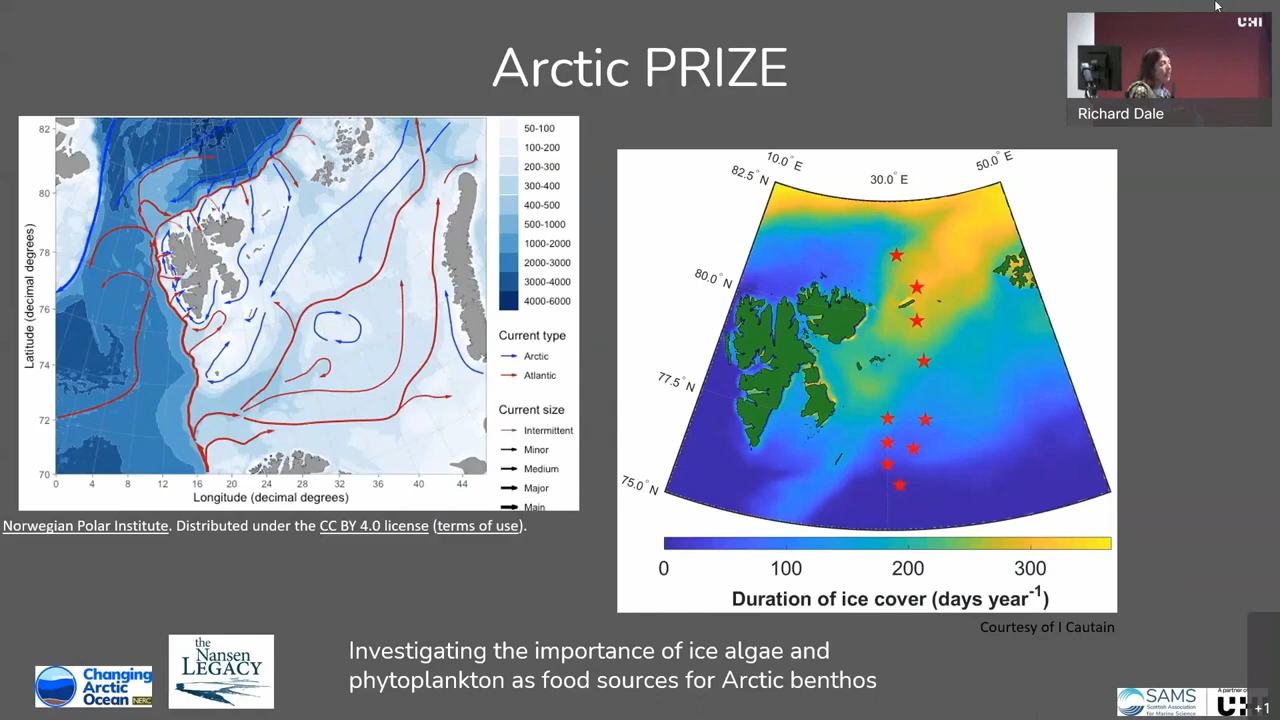 Arctic PRIZE
UHI
Richard Dale
82
80
78
76
74
72
70
Latitude (decimal degrees)
0 4 8 12 16 20 24 28 32 36 40 44
Longitude (decimal degrees)
50-100
100-200
200-300
300-400
400-500
500-1000
1000-2000
2000-3000
3000-4000
4000-6000
Current type
Arctic
Atlantic
Current size
Intermittent
Minor
Medium
Major
Main
Norwegian Polar Institute. Distributed under the CC BY 4.0 license (terms of use).
10.0°E
30.0°E
50.0°E
82.5°N
80.0°N
77.5°N
75.0°N
0 100 200 300
Duration of ice cover (days year-1)
Courtesy of I Cautain
Changing
Arctic
Ocean NERC
the
Nansen
LEGACY
Investigating the importance of ice algae and
phytoplankton as food sources for Arctic benthos
SAMS
Scottish Association
for Marine Science
A partner of
UH
+1